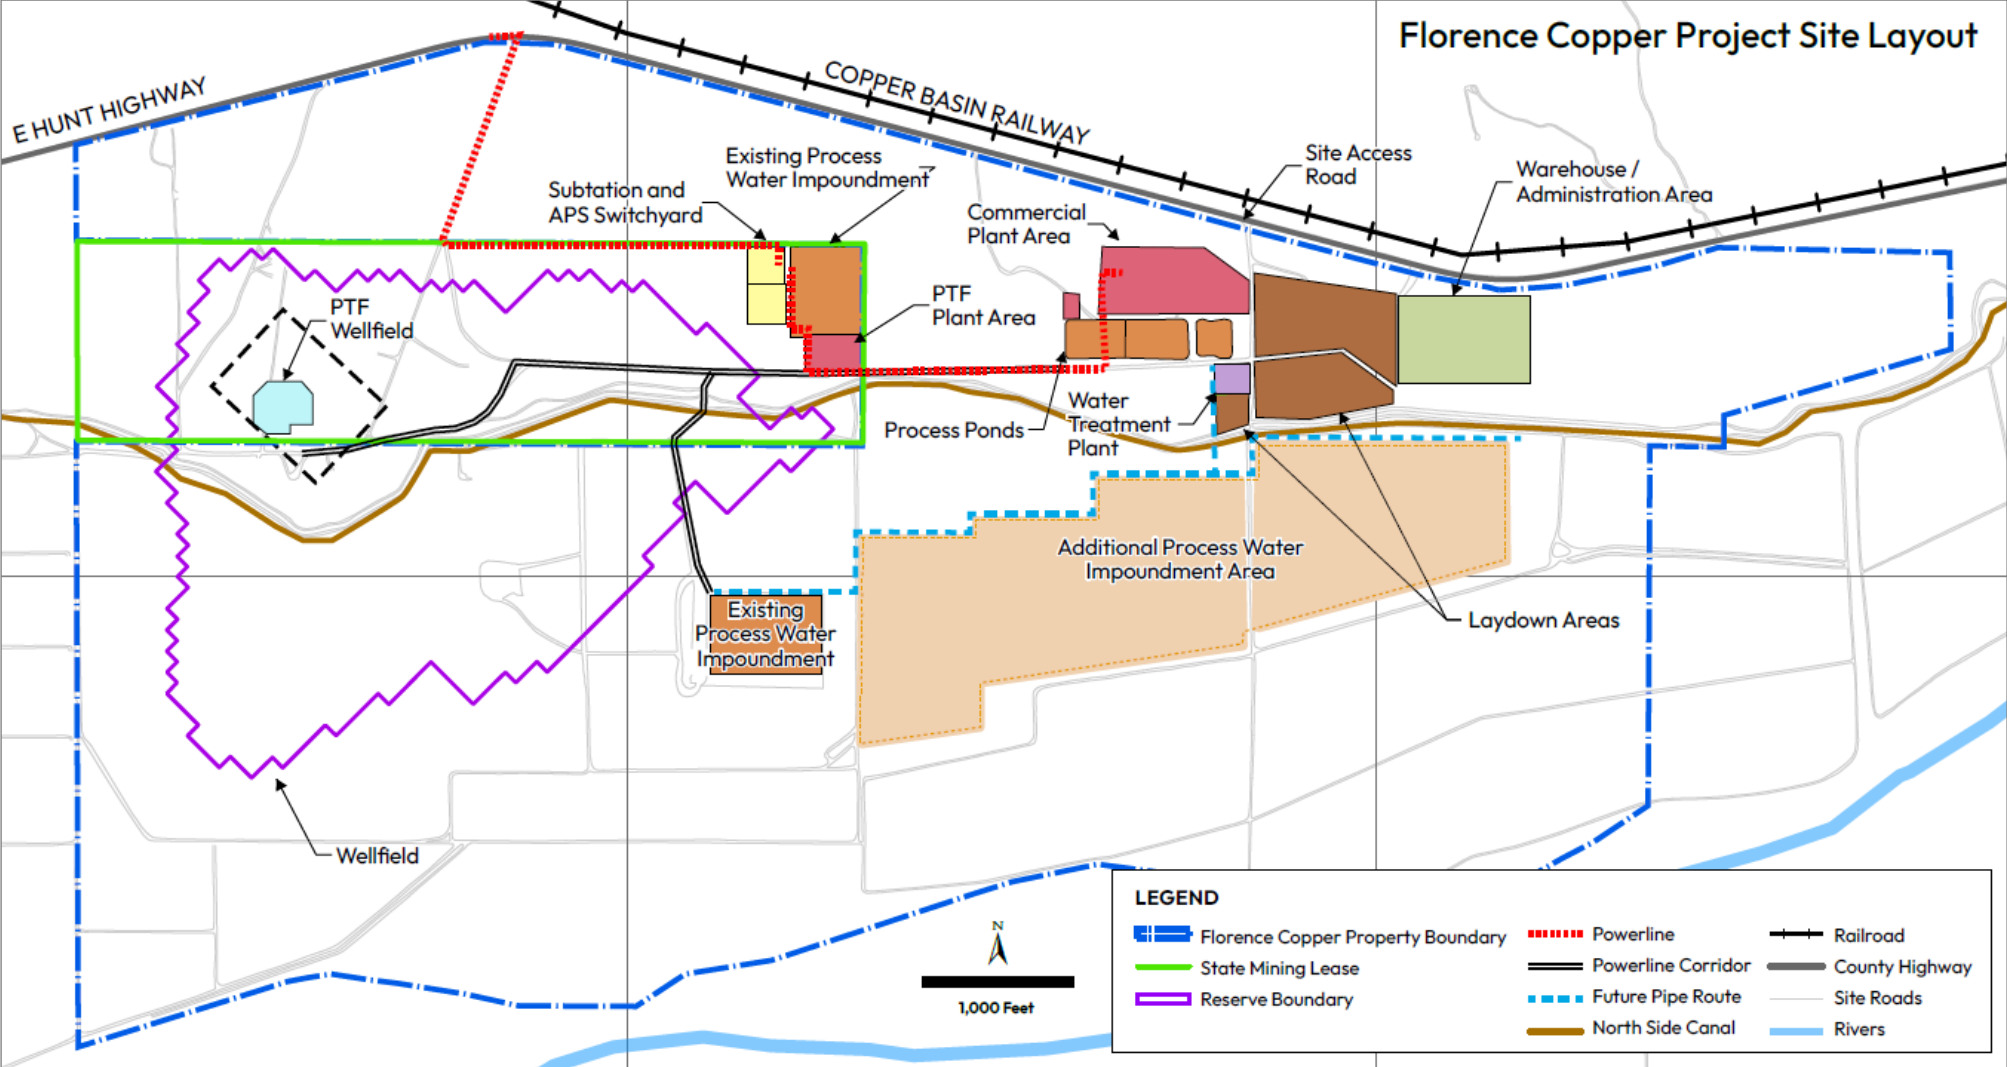 Florence Copper Project Site Layout
E HUNT HIGHWAY
COPPER BASIN RAILWAY
Existing Process
Water Impoundment
Subtation and
APS Switchyard
Site Access
Road
Warehouse /
Administration Area
Commercial
Plant Area
PTF
Wellfield
PTF
Plant Area
Process Ponds
Water
Treatment
Plant
Additional Process Water
Impoundment Area
Existing
Process Water
Impoundment
Laydown Areas
Wellfield
N
1,000 Feet
LEGEND
Florence Copper Property Boundary
State Mining Lease
Reserve Boundary
Powerline
Powerline Corridor
Future Pipe Route
North Side Canal
Railroad
County Highway
Site Roads
Rivers